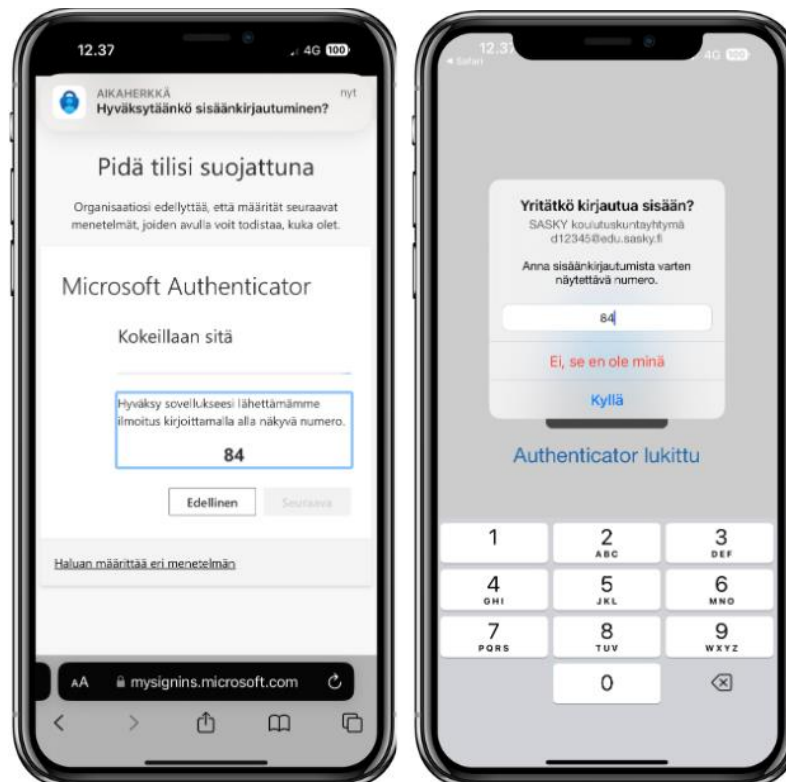 12.37
4G 100
AIKAHERKKÄ
nyt
Hyväksytäänkö sisäänkirjautuminen?
Pidä tilisi suojattuna
Organisaatiosi edellyttää, että määrität seuraavat
menetelmät, joiden avulla voit todistaa, kuka olet.
Microsoft Authenticator
Kokeillaan sitä
Hyväksy sovellukseesi lähettämämme
ilmoitus kirjoittamalla alla näkyvä numero.
84
Edellinen
Seuraava
Haluan määrittää eri menetelmän
AA
mysignins.microsoft.com
12.37
Safari
4G 100
Yritätkö kirjautua sisään?
SASKY koulutuskuntayhtymä
d12345@edu.sasky.fi
Anna sisäänkirjautumista varten
näytettävä numero.
84
Ei, se en ole minä
Kyllä
Authenticator lukittu
1
2 ABC
3 DEF
4 GHI
5 JKL
6 MNO
7 PQRS
8 TUV
9 WXYZ
0